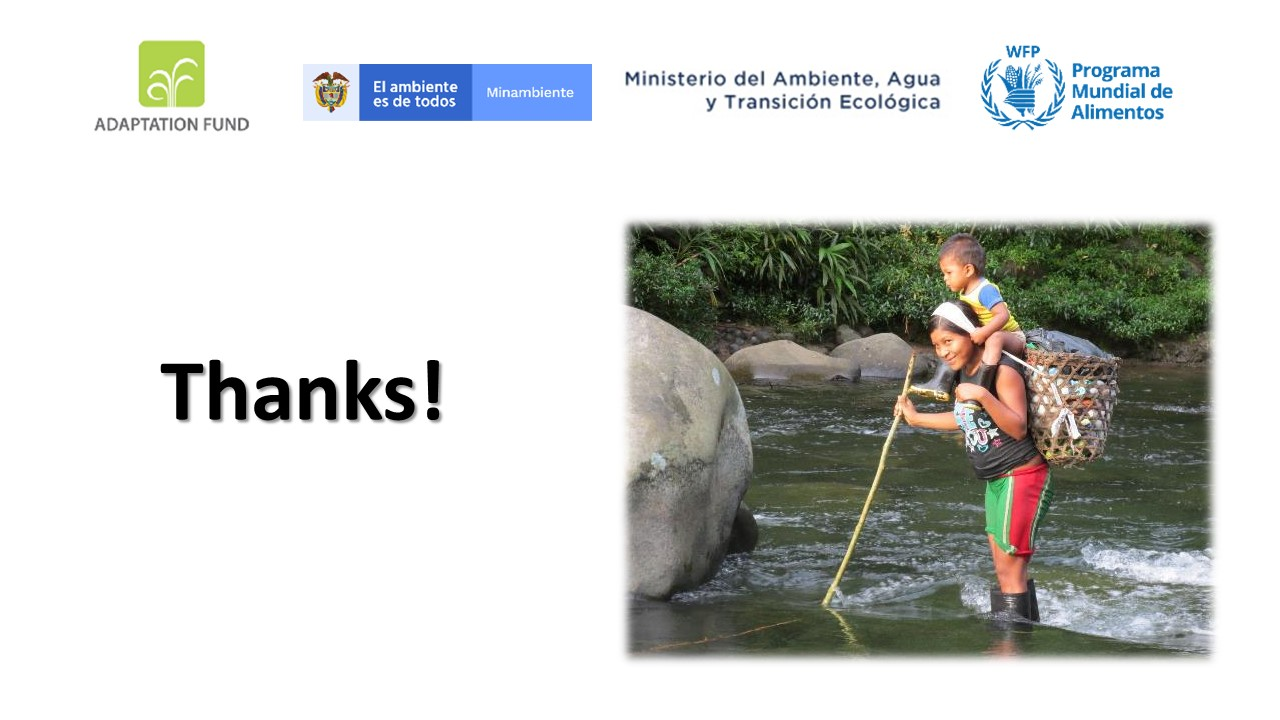 ADAPTATION FUND
El ambiente
es de todos
Minambiente
Ministerio del Ambiente, Agua
y Transición Ecológica
WFP
Programa
Mundial de
Alimentos
Thanks!